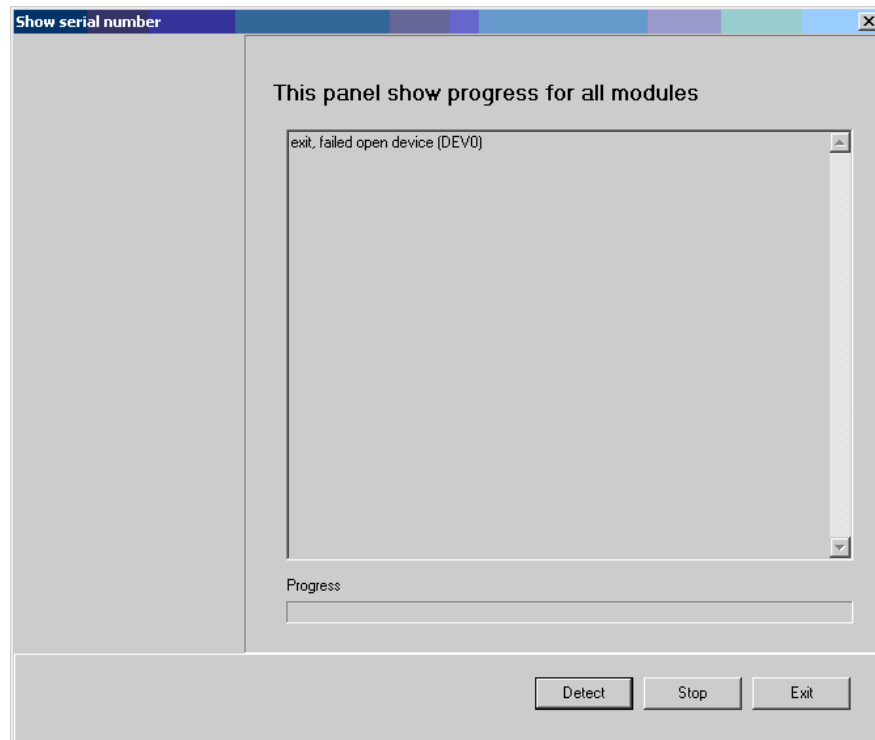 Show serial number
This panel show progress for all modules
exit, failed open device (DEV0)
Progress
Detect
Stop
Exit